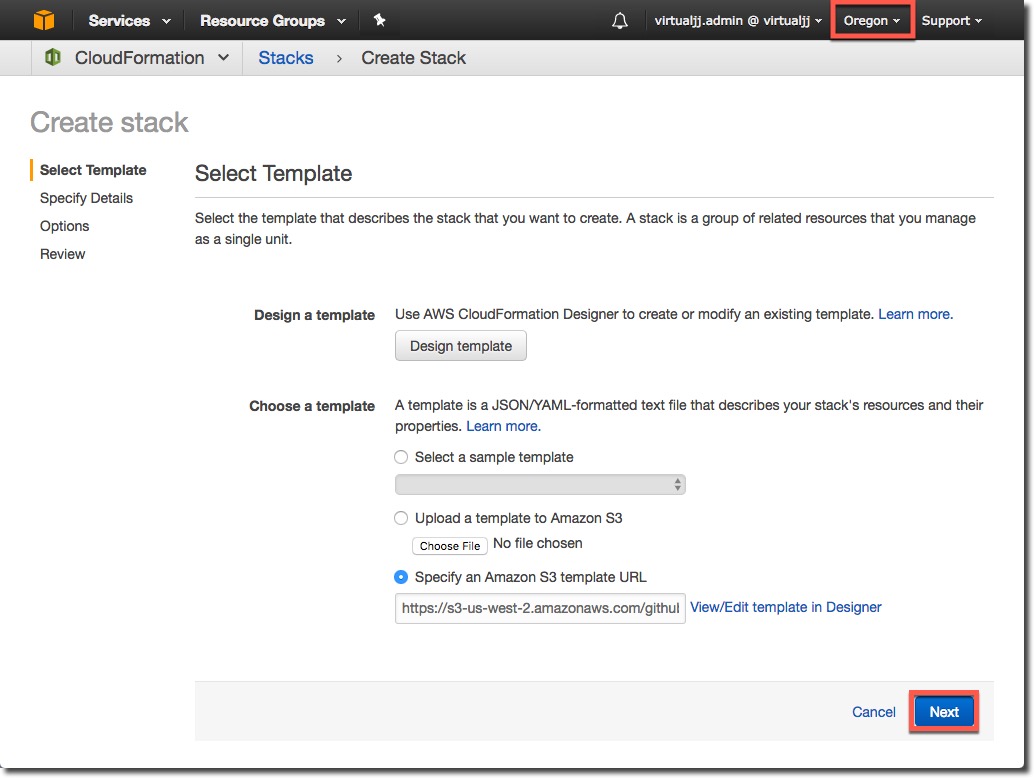 Services Resource Groups virtualjj.admin @ virtualjj Oregon Support
CloudFormation Stacks > Create Stack
Create stack
Select Template
Specify Details
Options
Review
Select Template
Select the template that describes the stack that you want to create. A stack is a group of related resources that you manage
as a single unit.
Design a template
Use AWS CloudFormation Designer to create or modify an existing template. Learn more.
Design template
Choose a template
A template is a JSON/YAML-formatted text file that describes your stack's resources and their
properties. Learn more.
Select a sample template
Upload a template to Amazon S3
Choose File No file chosen
Specify an Amazon S3 template URL
https://s3-us-west-2.amazonaws.com/githul View/Edit template in Designer
Cancel Next